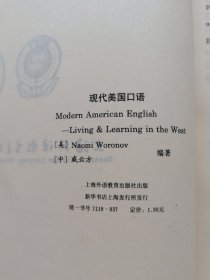 现代美国口语
Modern American English
—Living & Learning in the West
[美] Naomi Woronov
[中] 戚云方
编著
上海外语教育出版社出版
新华书店上海发行所发行
统一书号 7218·037 定价:1.80元